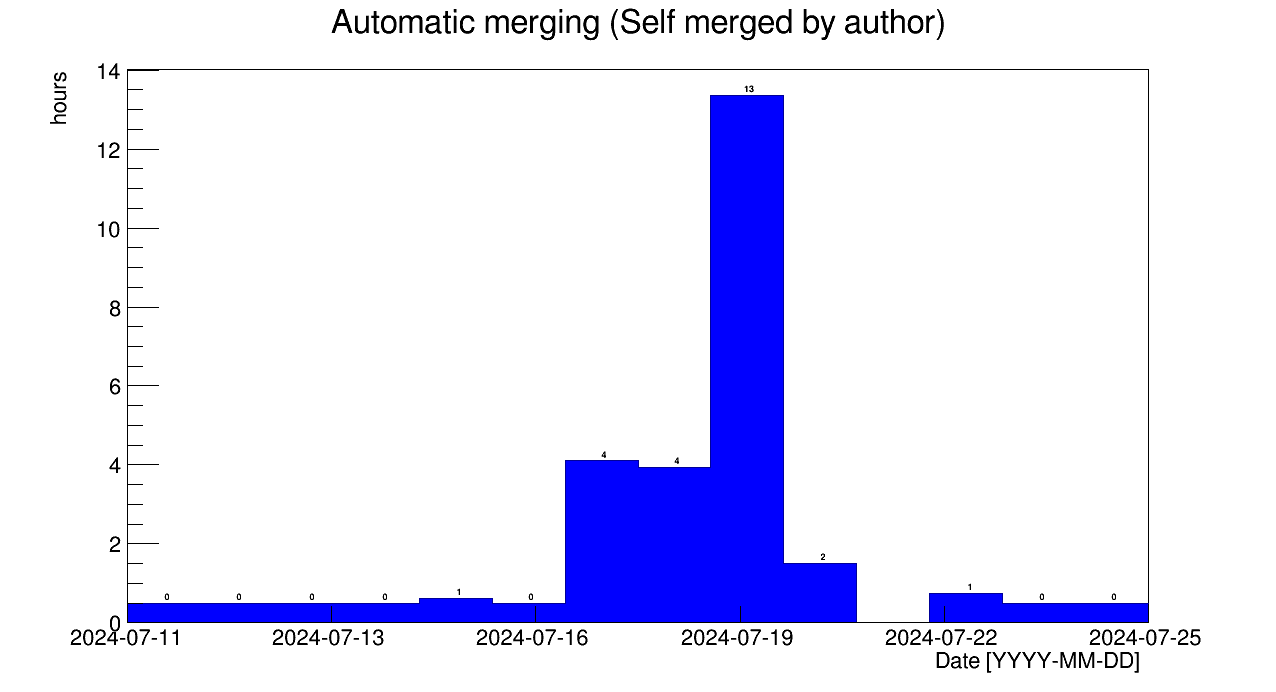 Automatic merging (Self merged by author)
hours
14
12
10
8
6
4
2
0
0 0 0 0 1 0 4 4 13 2 1 0 0
2024-07-11 2024-07-13 2024-07-16 2024-07-19 2024-07-22 2024-07-25
Date [YYYY-MM-DD]